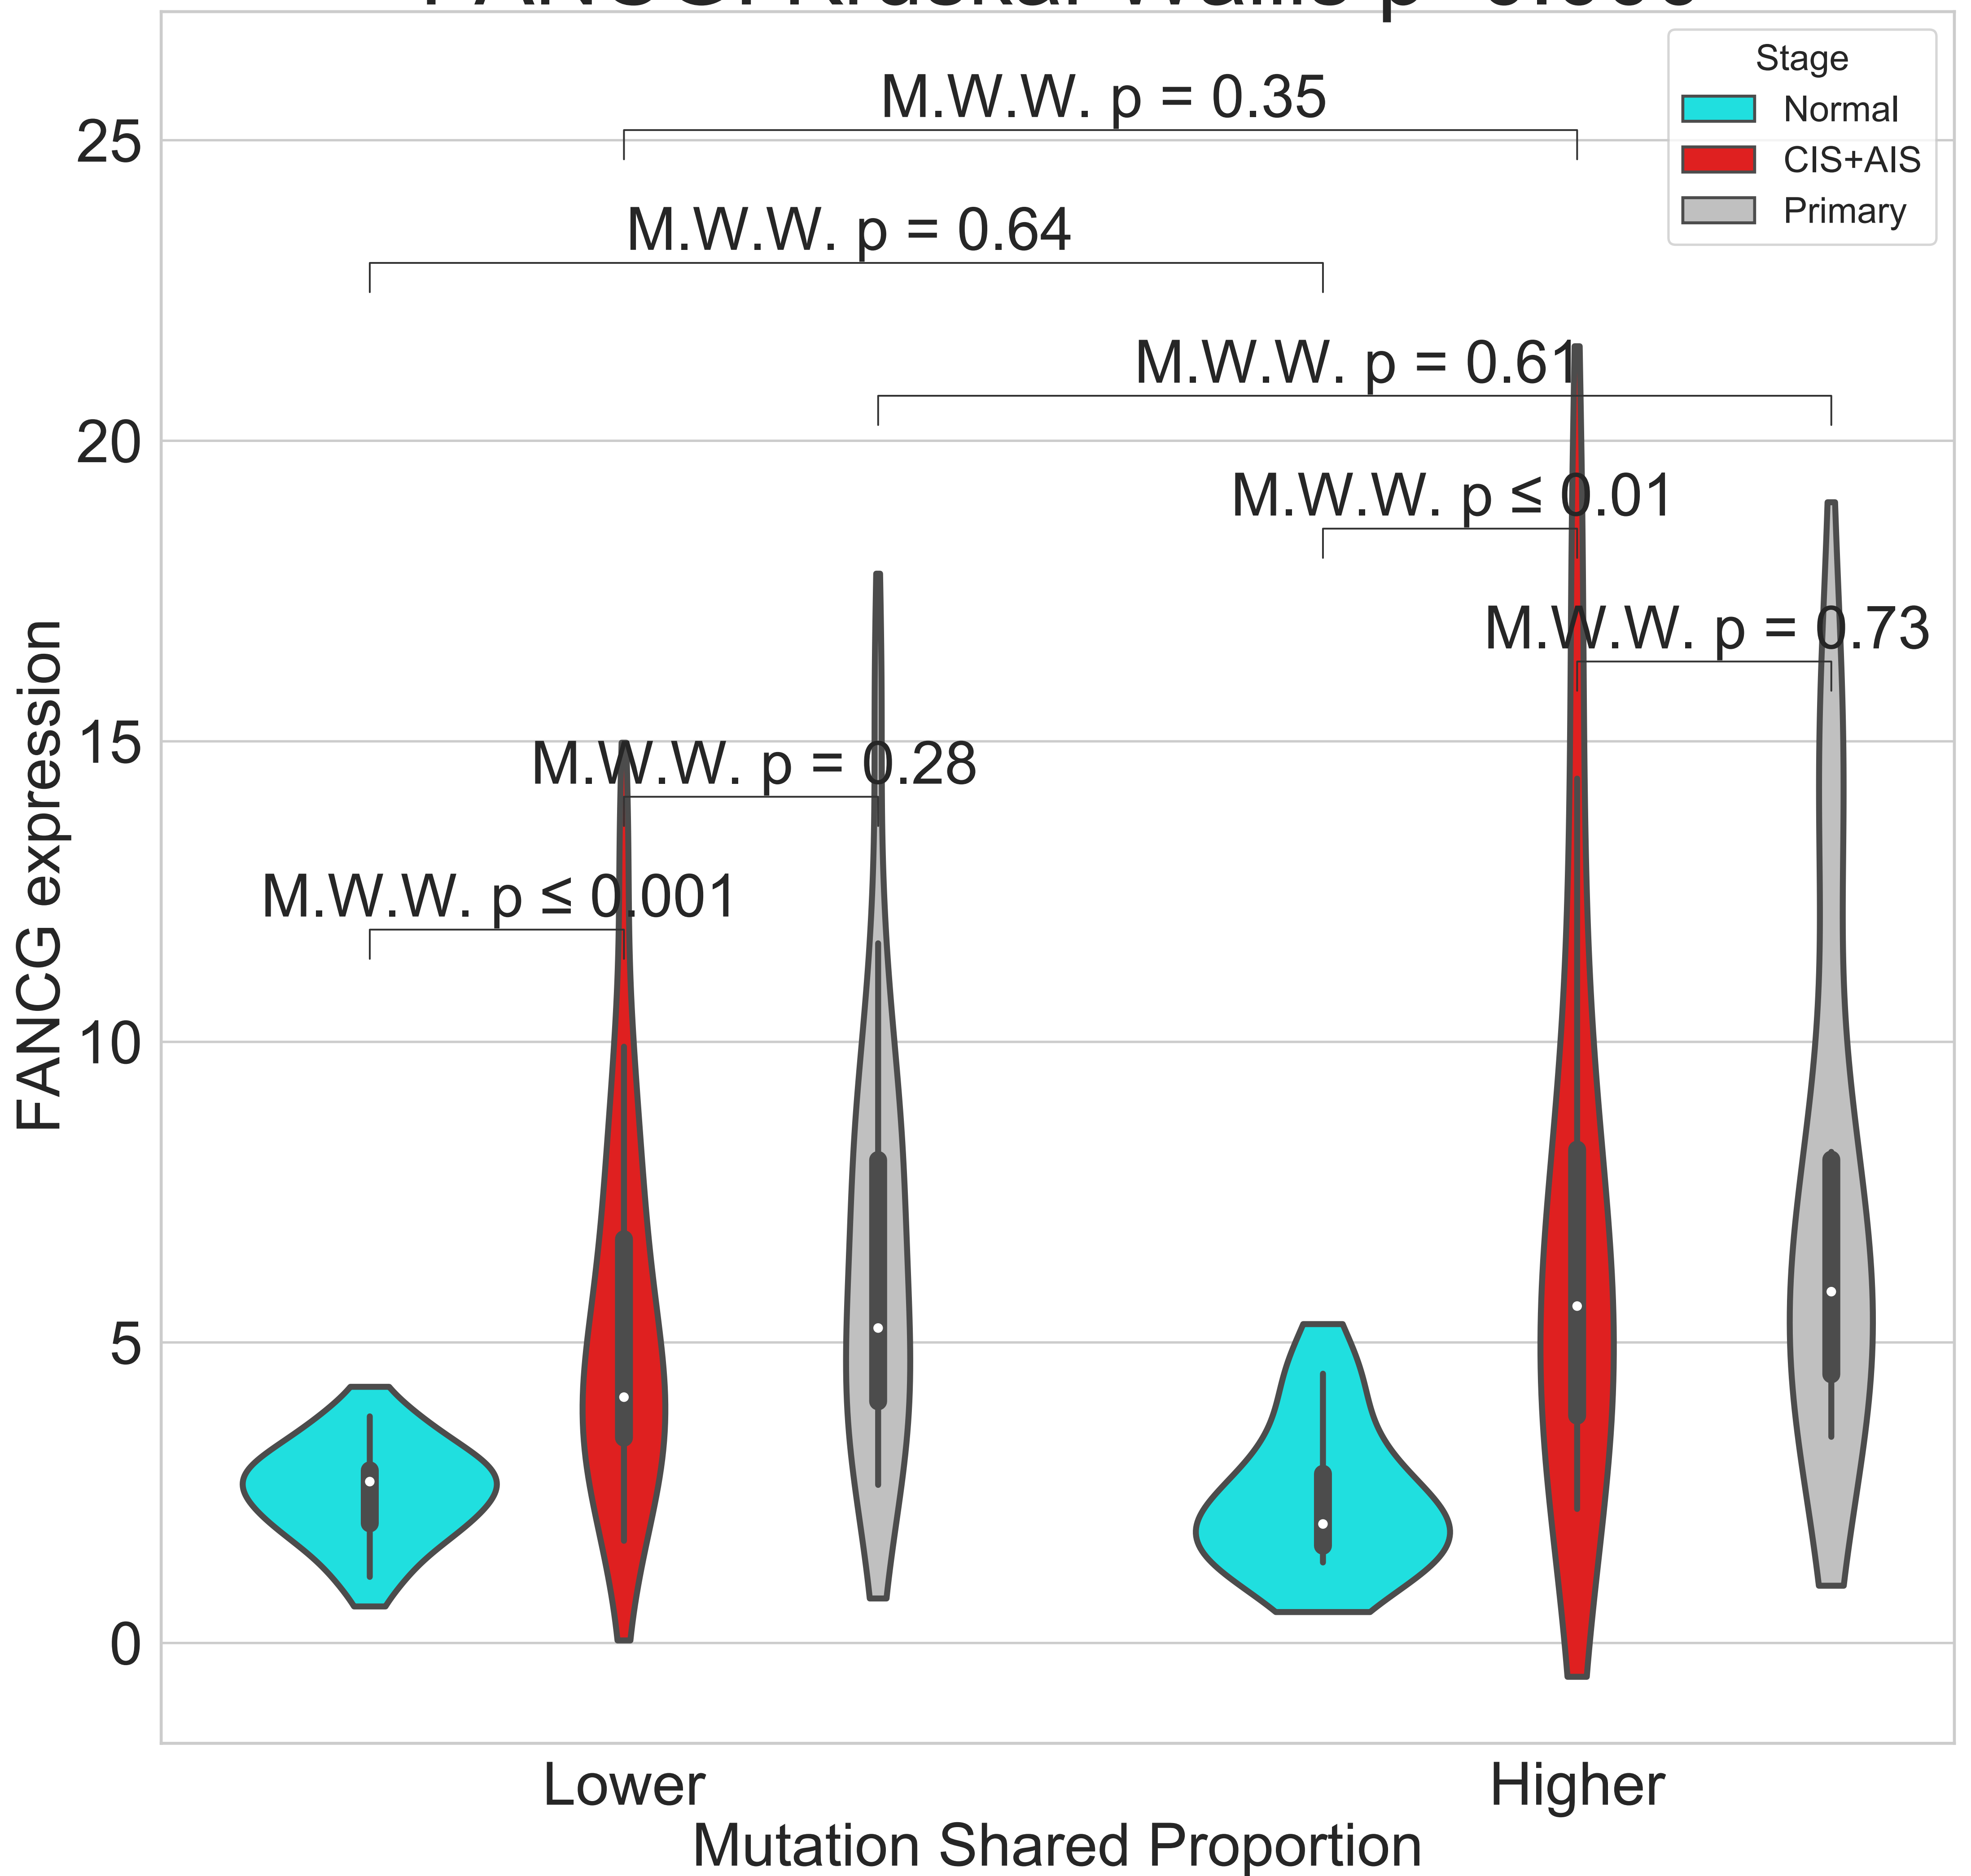 Stage
Normal
CIS+AIS
Primary
M.W.W. p = 0.35
M.W.W. p = 0.64
M.W.W. p = 0.61
M.W.W. p ≤ 0.01
M.W.W. p = 0.73
M.W.W. p = 0.28
M.W.W. p ≤ 0.001
FANCG expression
25
20
15
10
5
0
Lower
Higher
Mutation Shared Proportion